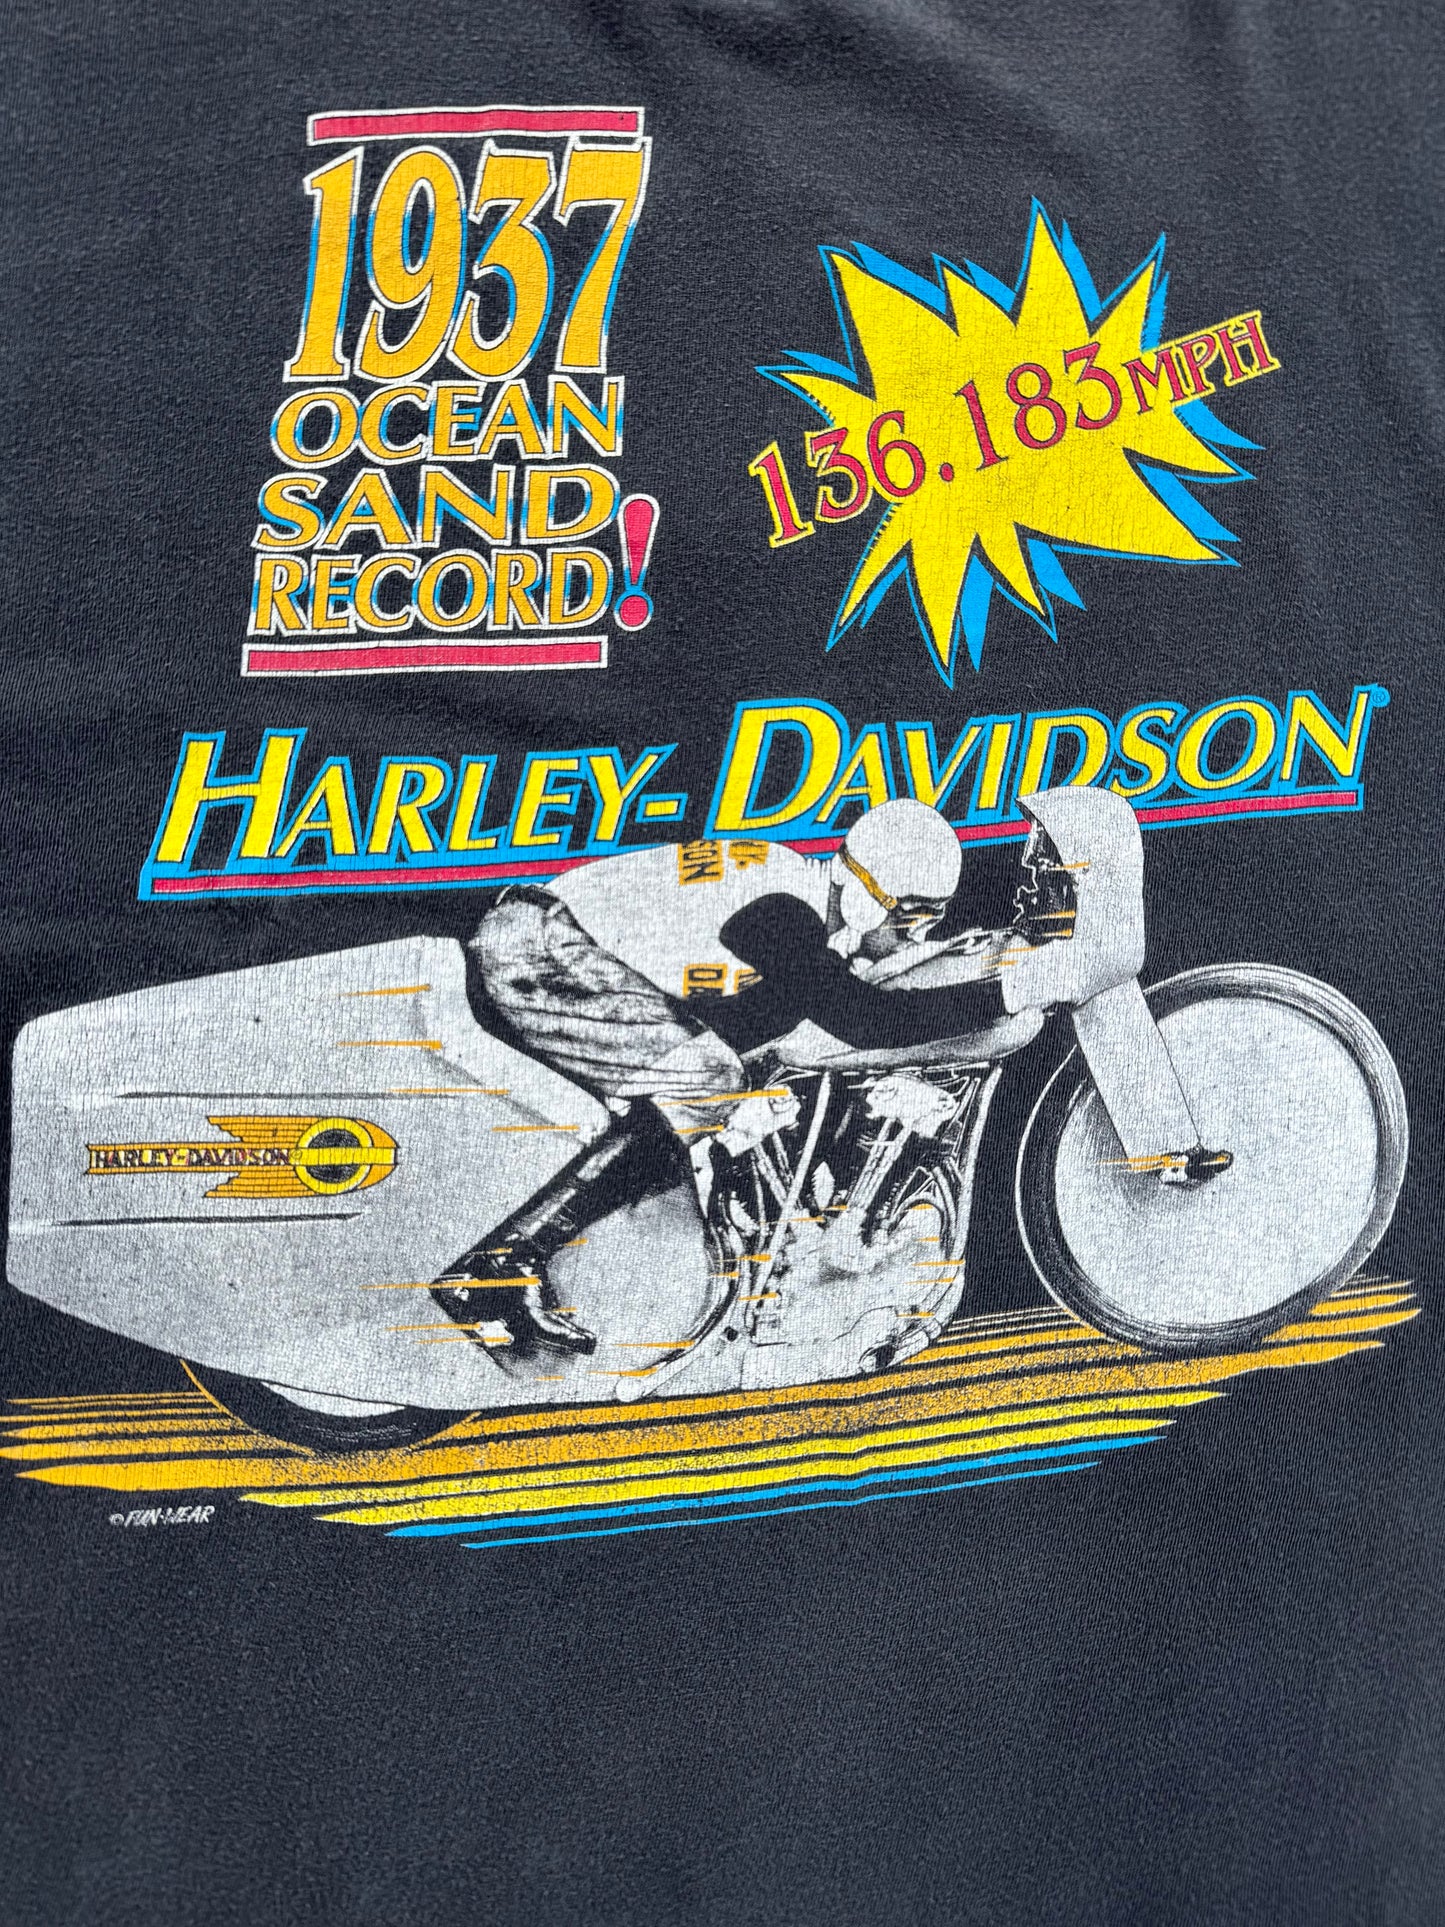 1937
OCEAN
SAND
RECORD!
136.183MPH
HARLEY-DAVIDSON®
HARLEY-DAVIDSON®
© FUN-WEAR